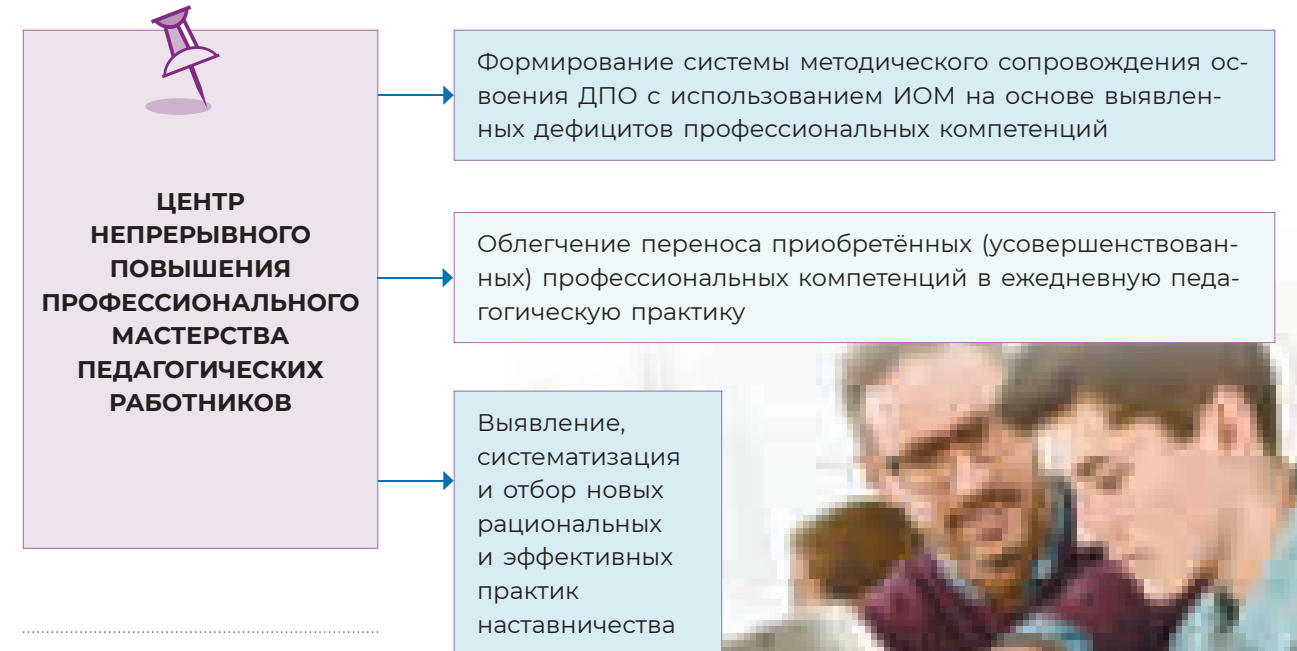 ЦЕНТР
НЕПРЕРЫВНОГО
ПОВЫШЕНИЯ
ПРОФЕССИОНАЛЬНОГО
МАСТЕРСТВА
ПЕДАГОГИЧЕСКИХ
РАБОТНИКОВ
Формирование системы методического сопровождения ос-
воения ДПО с использованием ИОМ на основе выявлен-
ных дефицитов профессиональных компетенций
Облегчение переноса приобретённых (усовершенствован-
ных) профессиональных компетенций в ежедневную педа-
гогическую практику
Выявление,
систематизация
и отбор новых
рациональных
и эффективных
практик
наставничества